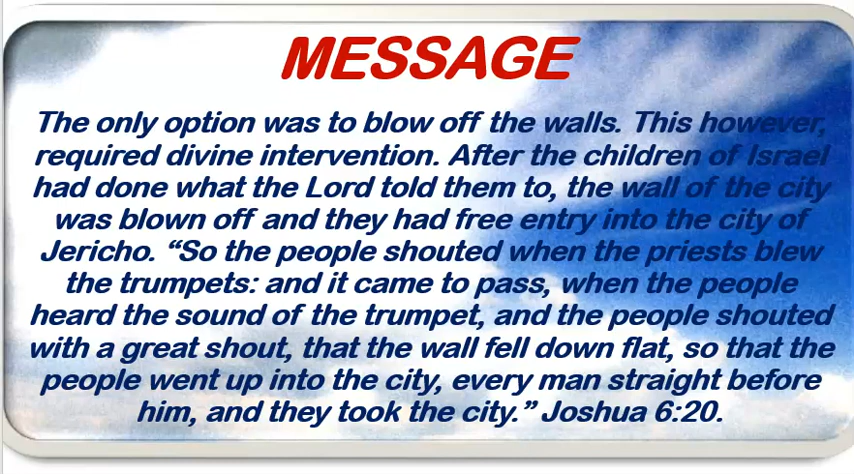 MESSAGE
The only option was to blow off the walls. This however,
required divine intervention. After the children of Israel
had done what the Lord told them to, the wall of the city
was blown off and they had free entry into the city of
Jericho. “So the people shouted when the priests blew
the trumpets: and it came to pass, when the people
heard the sound of the trumpet, and the people shouted
with a great shout, that the wall fell down flat, so that the
people went up into the city, every man straight before
him, and they took the city.” Joshua 6:20.